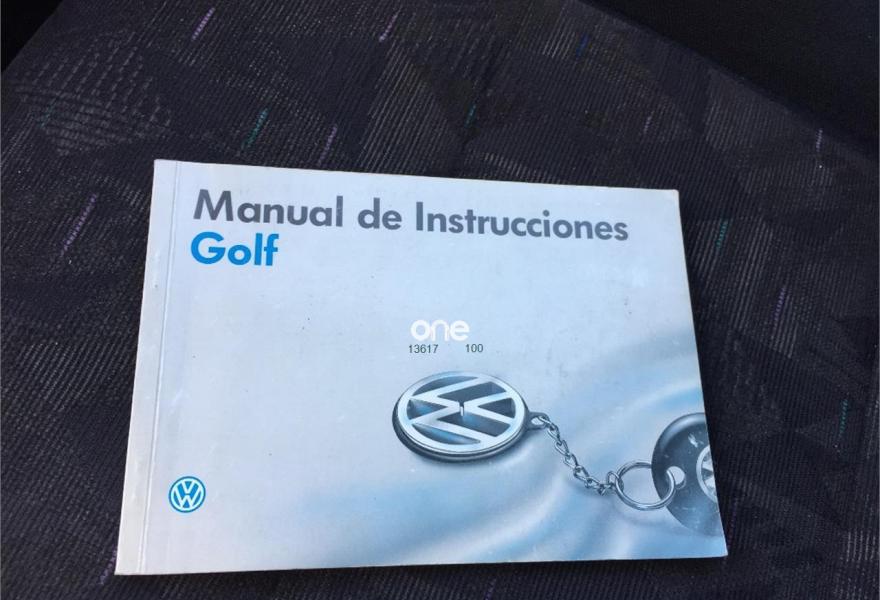 Manual de Instrucciones
Golf
one
13617 100